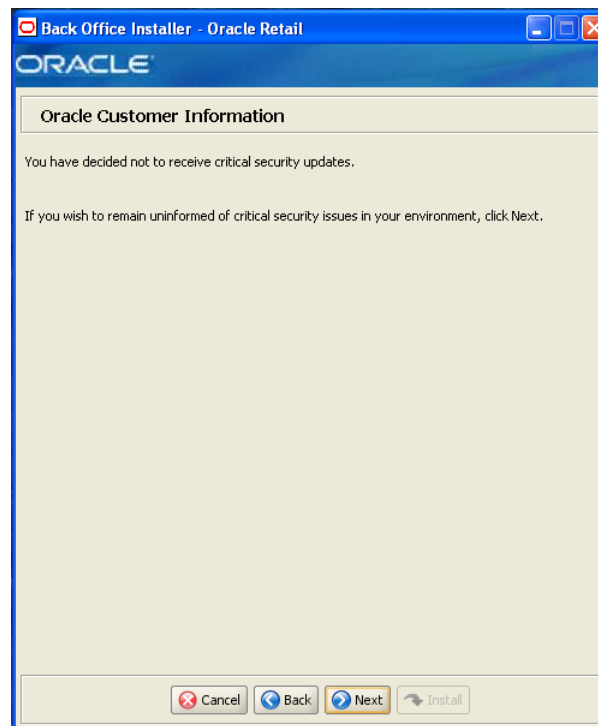 Back Office Installer - Oracle Retail
ORACLE
Oracle Customer Information
You have decided not to receive critical security updates.
If you wish to remain uninformed of critical security issues in your environment, click Next.
Cancel Back Next Install